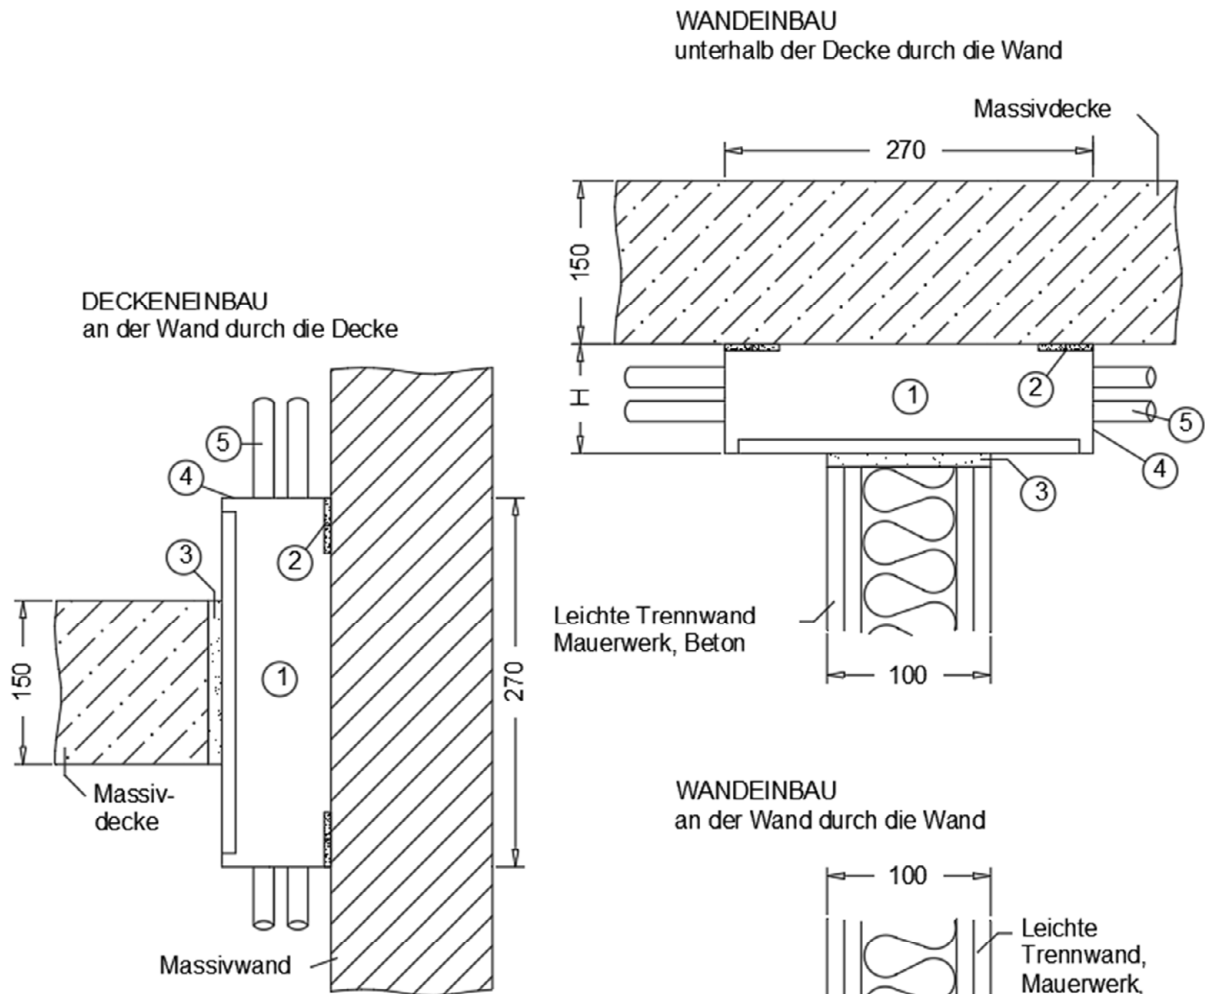 WANDEINBAU
unterhalb der Decke durch die Wand
Massivdecke
270
150
H
1
2
5
4
3
Leichte Trennwand
Mauerwerk, Beton
100
DECKENEINBAU
an der Wand durch die Decke
5
4
3
2
1
150
270
Massiv-
decke
Massivwand
WANDEINBAU
an der Wand durch die Wand
100
Leichte
Trennwand,
Mauerwerk,